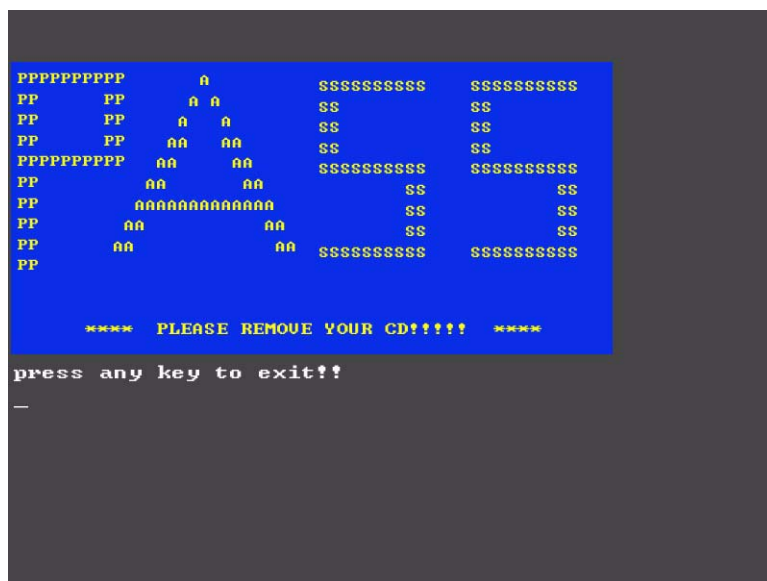 PPPPPPPPPP A SSSSSSSSSS SSSSSSSSSS
PP PP A A SS SS
PP PP A A SS SS
PP PP AA AA SS SS
PPPPPPPPPP AA AA SSSSSSSSSS SSSSSSSSSS
PP AA AA SS SS
PP AAAAAAAAAAAAA SS SS
PP AA AA SS SS
PP AA AA SSSSSSSSSS SSSSSSSSSS
PP
**** PLEASE REMOVE YOUR CD!!!!! ****
press any key to exit!!
_